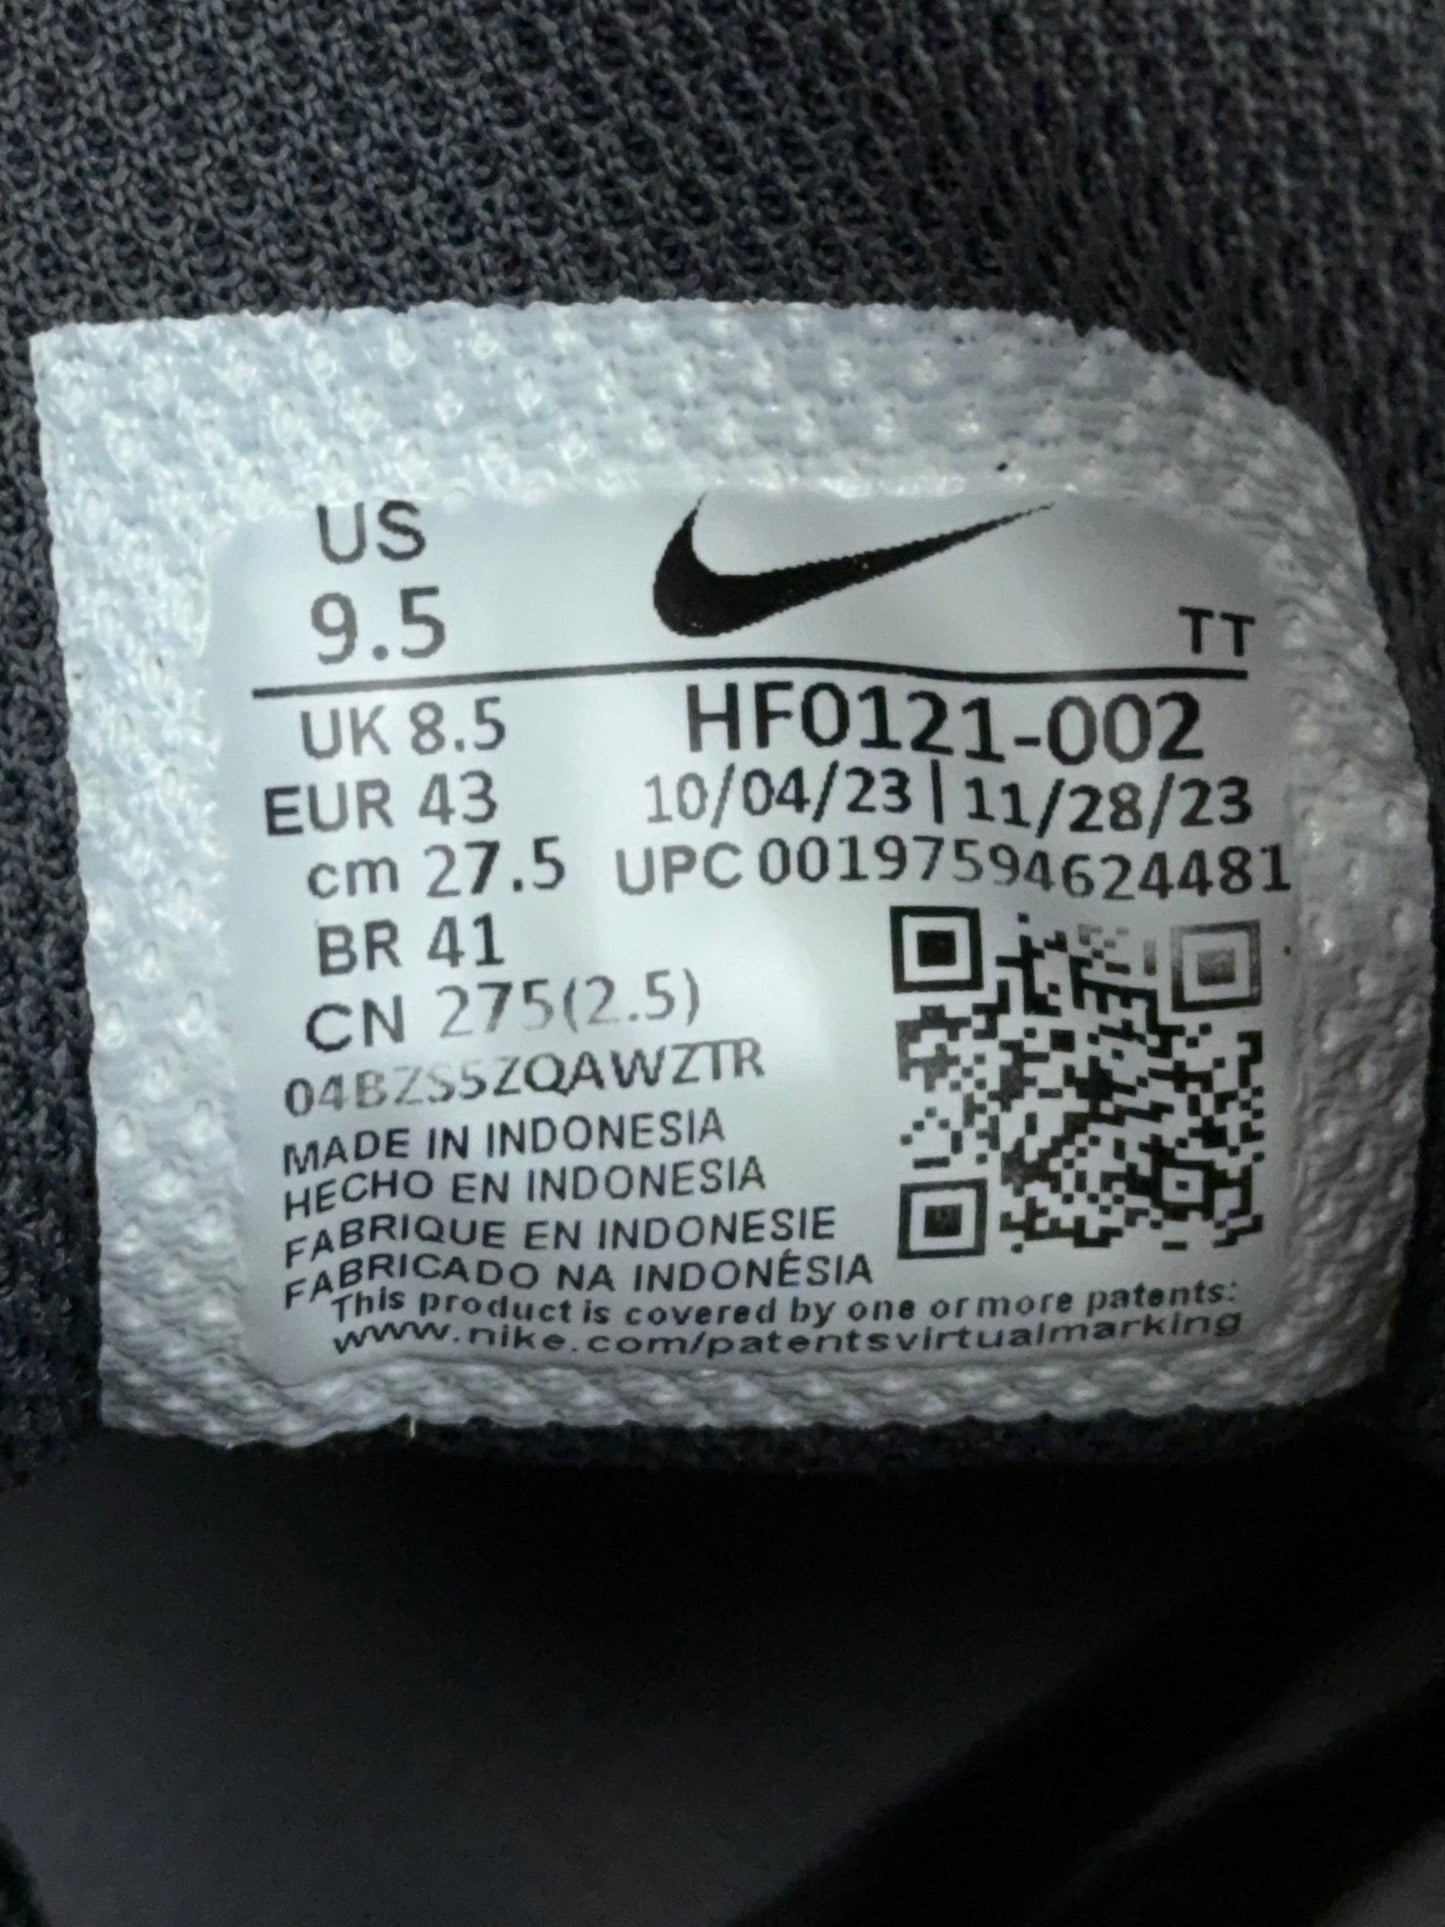 US
9.5
TT
UK 8.5
HF0121-002
EUR 43
10/04/23 | 11/28/23
cm 27.5
UPC 00197594624481
BR 41
CN 275(2.5)
04BZS5ZQAWZTR
MADE IN INDONESIA
HECHO EN INDONESIA
FABRIQUE EN INDONESIE
FABRICADO NA INDONÉSIA
This product is covered by one or more patents:
www.nike.com/patentsvirtualmarking